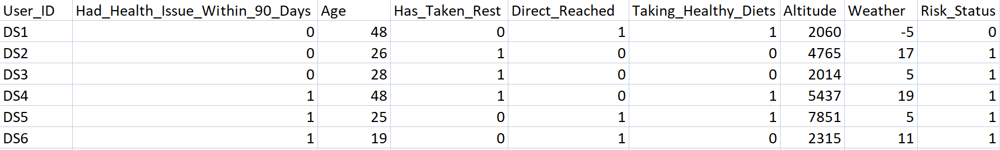 User_ID Had_Health_Issue_Within_90_Days Age Has_Taken_Rest Direct_Reached Taking_Healthy_Diets Altitude Weather Risk_Status
DS1 0 48 0 1 1 2060 -5 0
DS2 0 26 1 0 0 4765 17 1
DS3 0 28 1 0 0 2014 5 1
DS4 1 48 1 0 1 5437 19 1
DS5 1 25 0 1 1 7851 5 1
DS6 1 19 0 1 0 2315 11 1